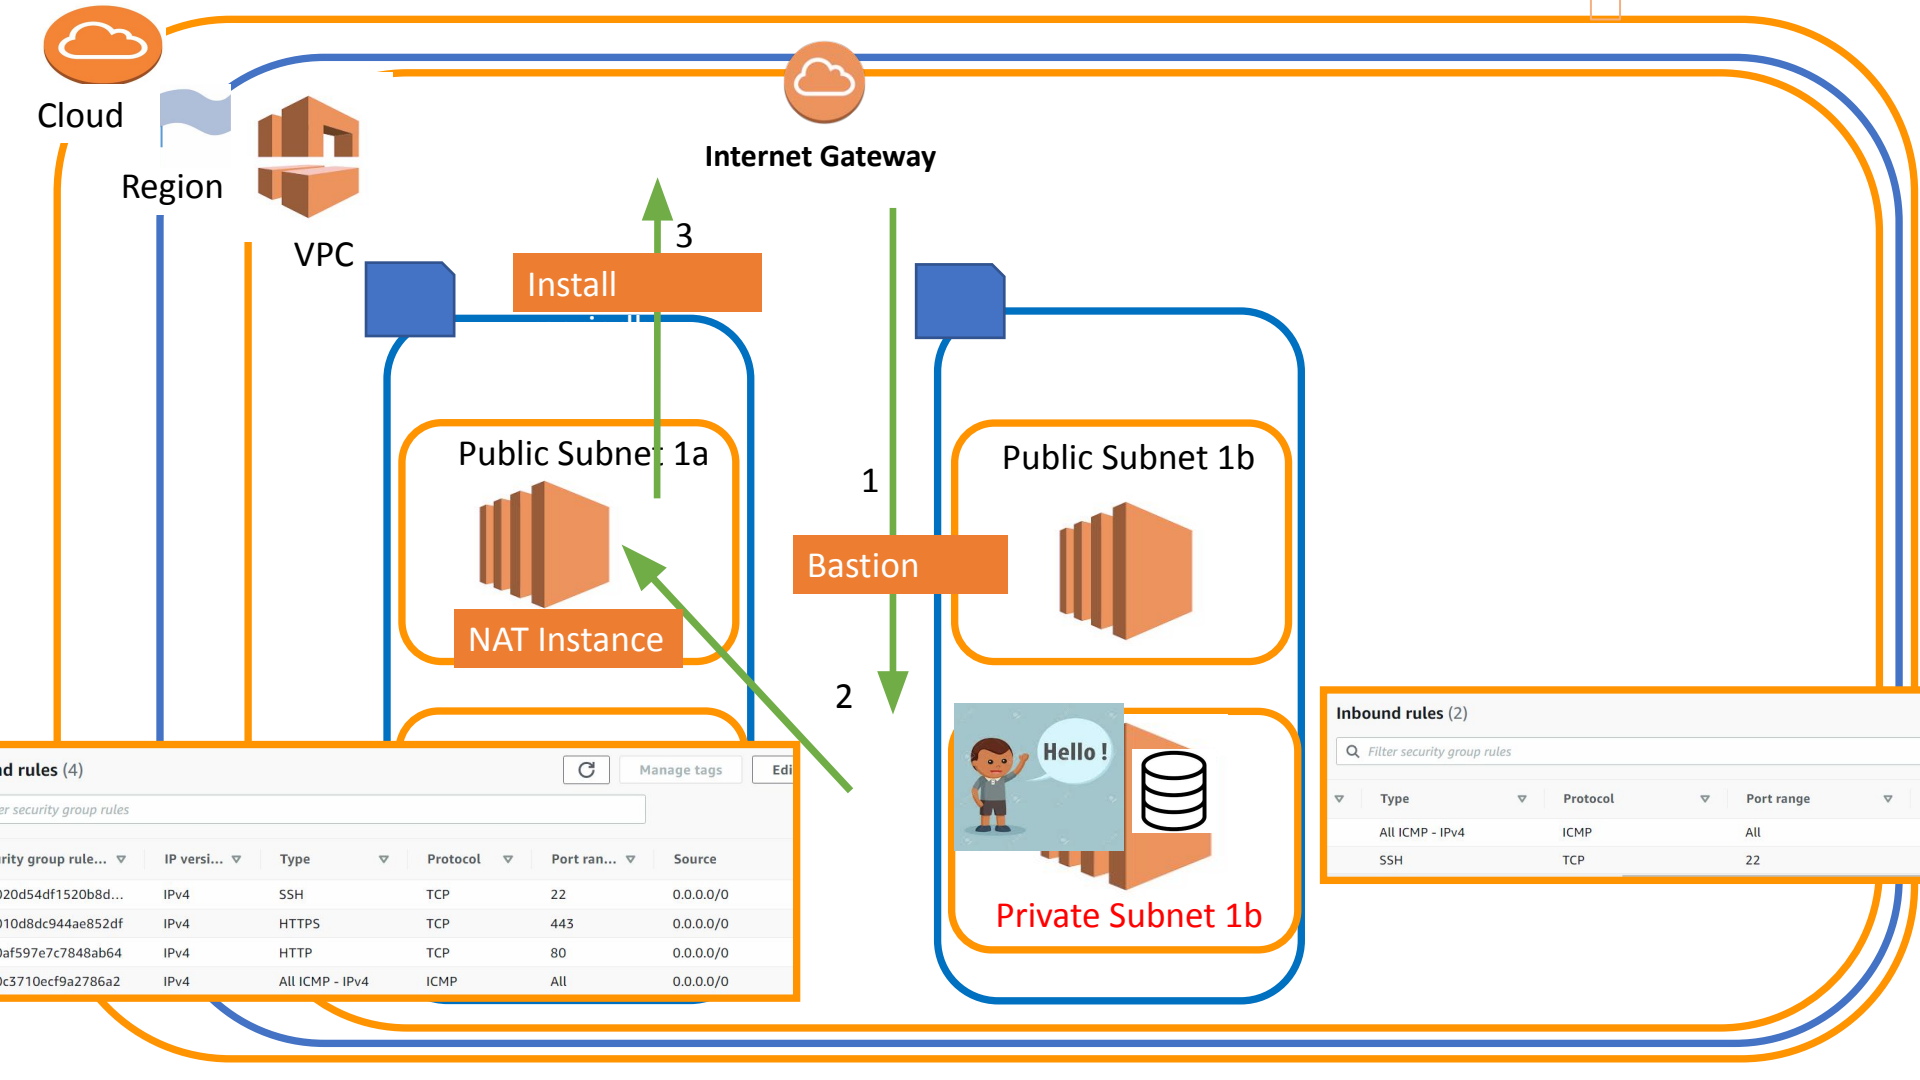 Cloud
Region
VPC
Internet Gateway
3
Install
Public Subnet 1a
NAT Instance
1
Bastion
2
Public Subnet 1b
Hello !
Private Subnet 1b
rules (4)
Manage tags
security group rules
group rule... IP versi... Type Protocol Port ran... Source
020d54df1520b8d... IPv4 SSH TCP 22 0.0.0.0/0
010d8dc944ae852df IPv4 HTTPS TCP 443 0.0.0.0/0
0af597e7c7848ab64 IPv4 HTTP TCP 80 0.0.0.0/0
0c3710ecf9a2786a2 IPv4 All ICMP - IPv4 ICMP All 0.0.0.0/0
Inbound rules (2)
Filter security group rules
Type Protocol Port range
All ICMP - IPv4 ICMP All
SSH TCP 22